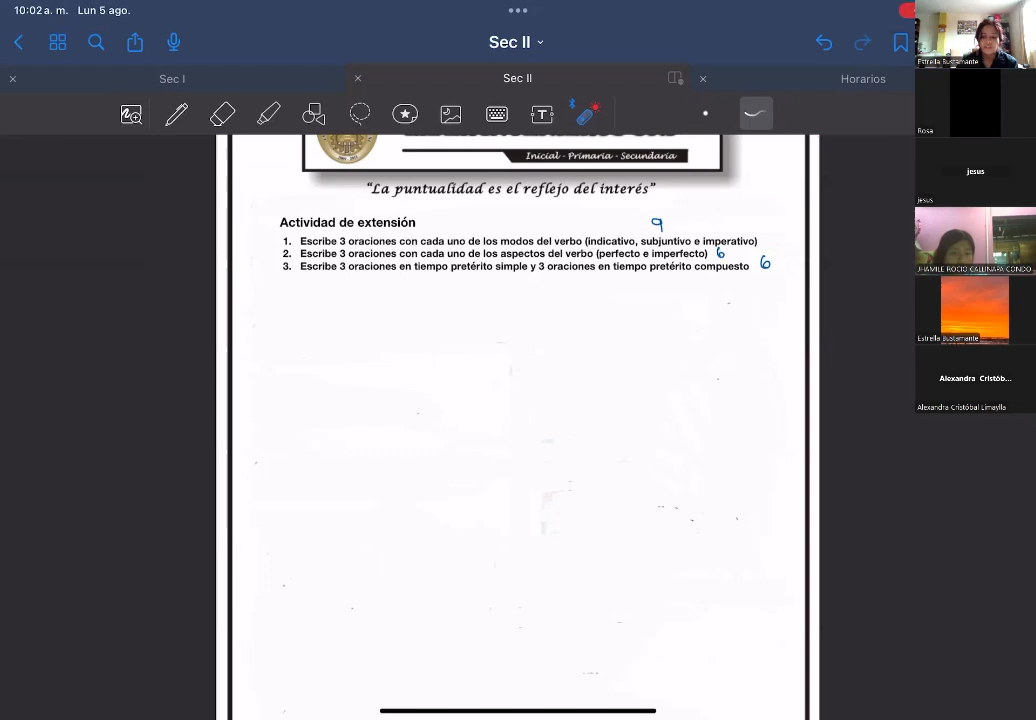 10:02 a. m. Lun 5 ago.
Sec II
Sec I
Sec II
Horarios
Estrella Bustamante
Inicial - Primaria - Secundaria
Rosa
"La puntualidad es el reflejo del interés"
jesus
jesus
Actividad de extensión
9
1. Escribe 3 oraciones con cada uno de los modos del verbo (indicativo, subjuntivo e imperativo)
2. Escribe 3 oraciones con cada uno de los aspectos del verbo (perfecto e imperfecto) 6
3. Escribe 3 oraciones en tiempo pretérito simple y 3 oraciones en tiempo pretérito compuesto 6
JHAMILE ROCIO CALLINAPA CONDO
Estrella Bustamante
Alexandra Cristób...
Alexandra Cristóbal Limaylla